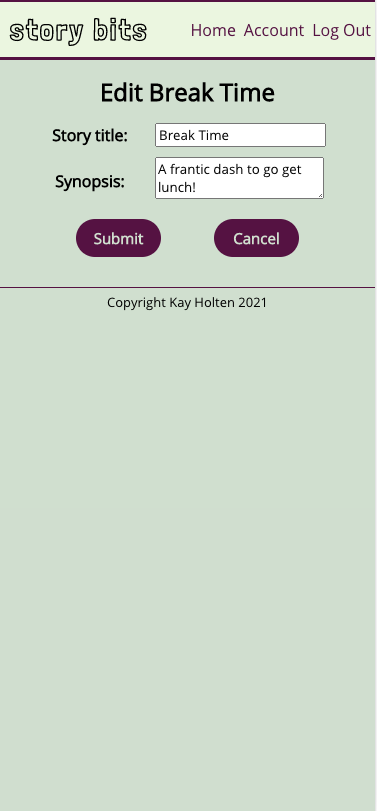 story bits
Home Account Log Out
Edit Break Time
Story title: Break Time
Synopsis: A frantic dash to go get
lunch!
Submit Cancel
Copyright Kay Holten 2021